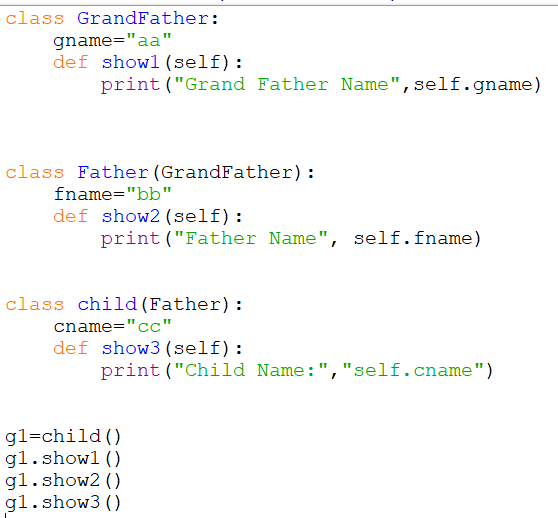 class GrandFather:
    gname="aa"
    def show1(self):
        print("Grand Father Name",self.gname)
class Father(GrandFather):
    fname="bb"
    def show2(self):
        print("Father Name", self.fname)
class child(Father):
    cname="cc"
    def show3(self):
        print("Child Name:","self.cname")
g1=child()
g1.show1()
g1.show2()
g1.show3()